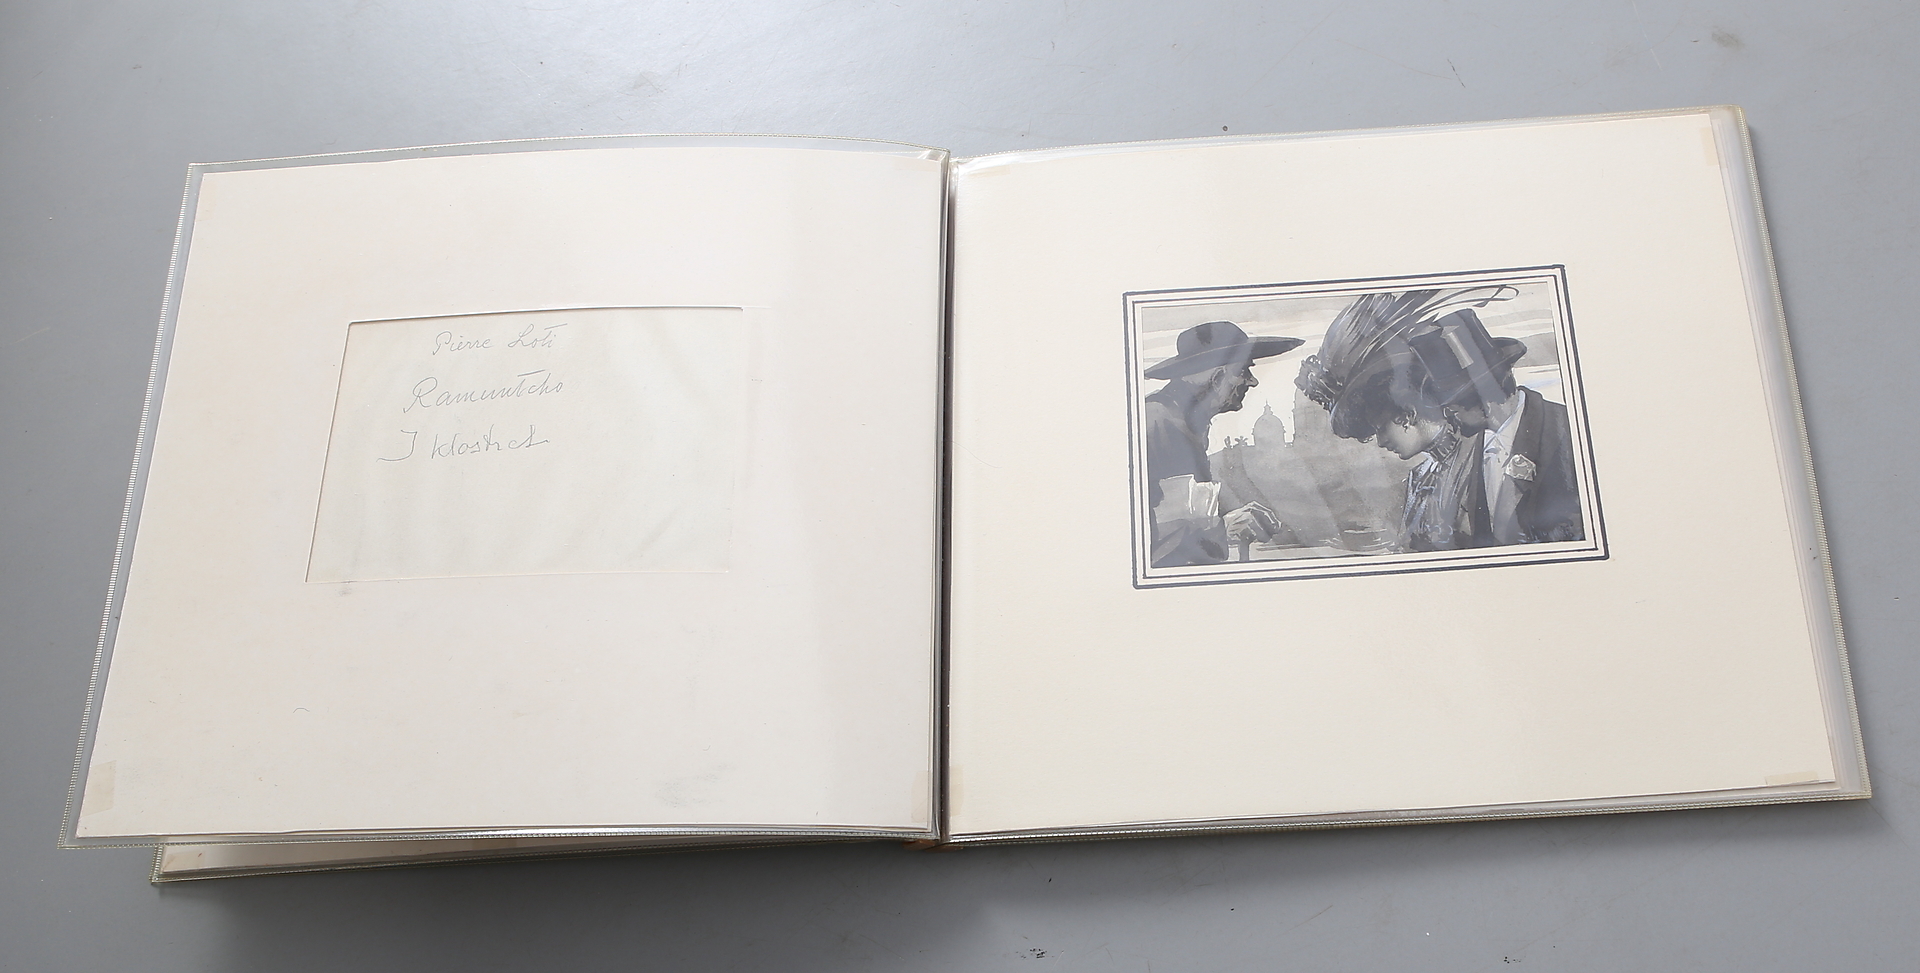 Pierre Loti
Ramuntcho
I klostret